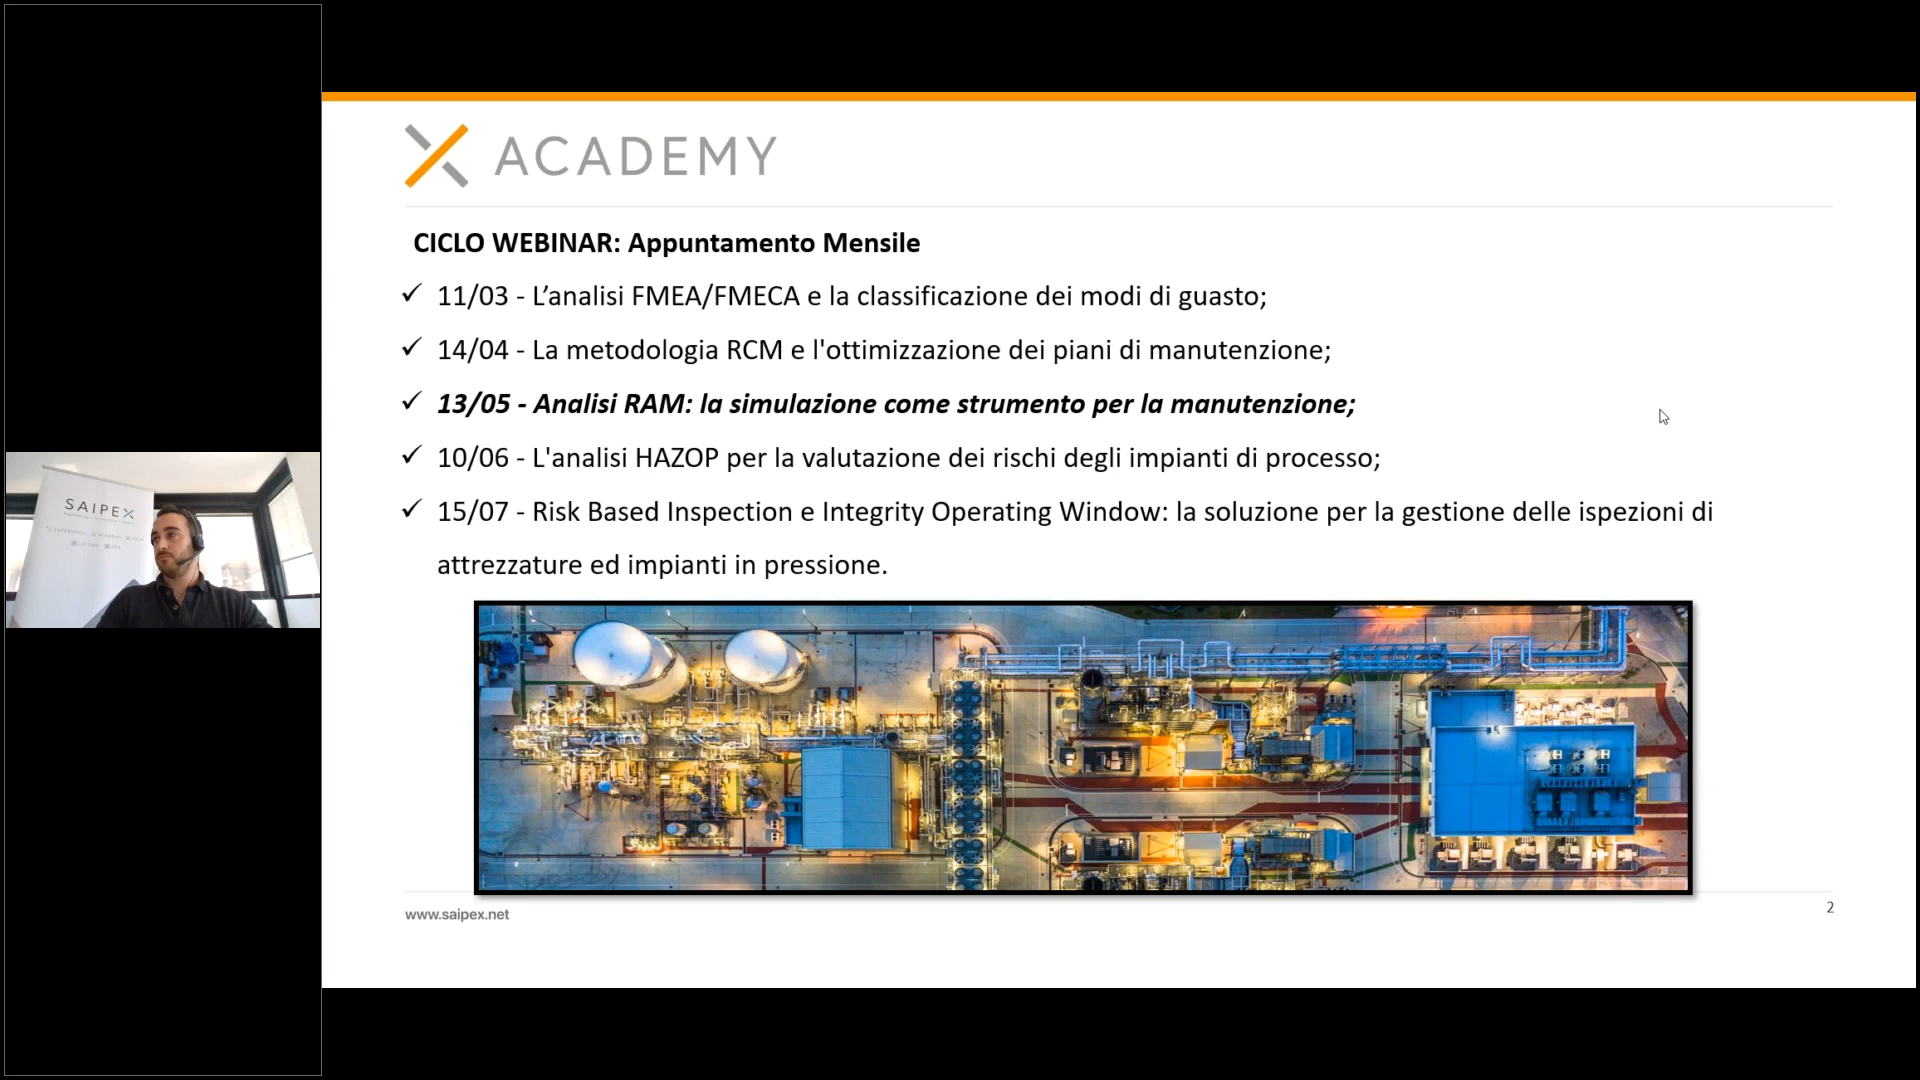 ACADEMY
CICLO WEBINAR: Appuntamento Mensile
✓ 11/03 - L’analisi FMEA/FMECA e la classificazione dei modi di guasto;
✓ 14/04 - La metodologia RCM e l'ottimizzazione dei piani di manutenzione;
✓ 13/05 - Analisi RAM: la simulazione come strumento per la manutenzione;
✓ 10/06 - L'analisi HAZOP per la valutazione dei rischi degli impianti di processo;
✓ 15/07 - Risk Based Inspection e Integrity Operating Window: la soluzione per la gestione delle ispezioni di
attrezzature ed impianti in pressione.
SAIPEX
www.saipex.net
2